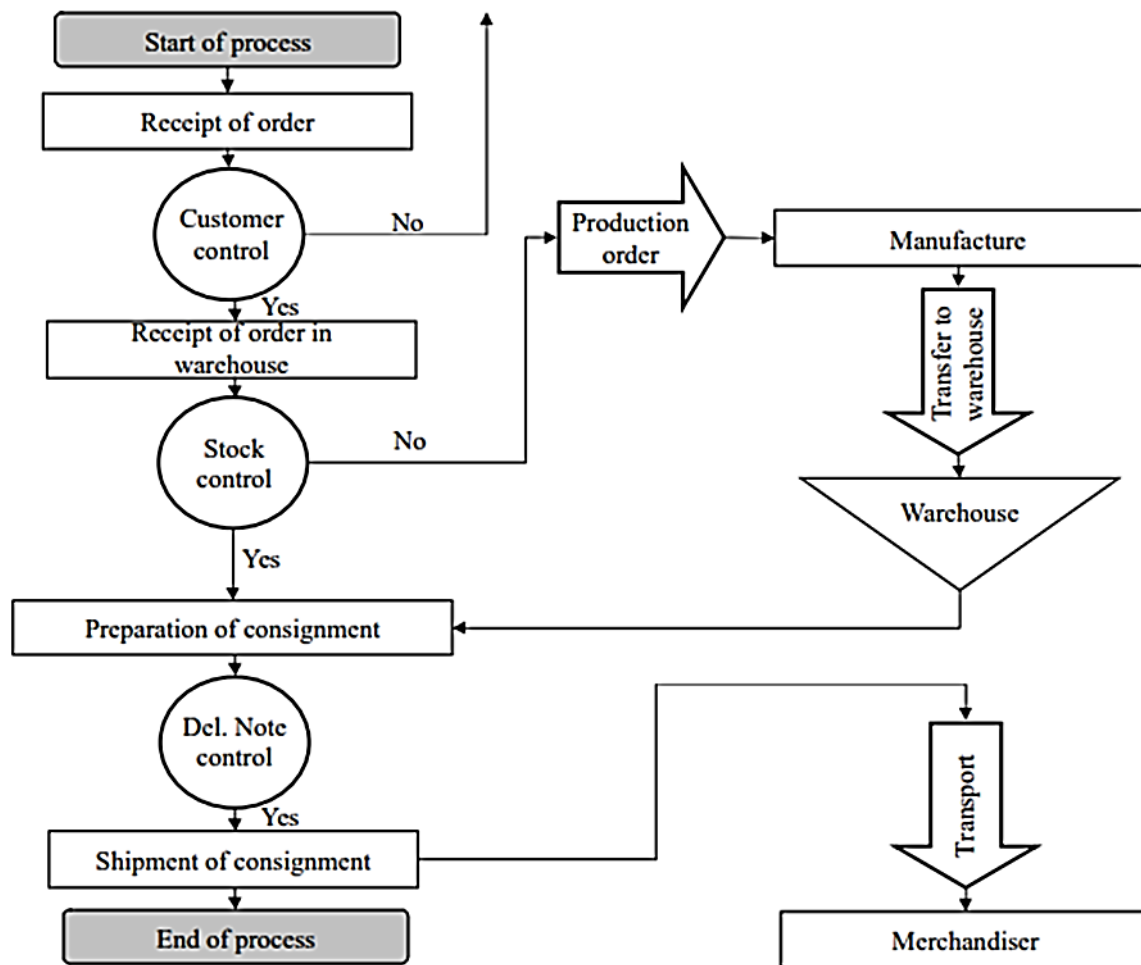 Start of process
Receipt of order
Customer
control
No
Yes
Receipt of order in
warehouse
Stock
control
No
Yes
Production
order
Manufacture
Transfer to
warehouse
Warehouse
Preparation of consignment
Del. Note
control
Yes
Shipment of consignment
End of process
Transport
Merchandiser